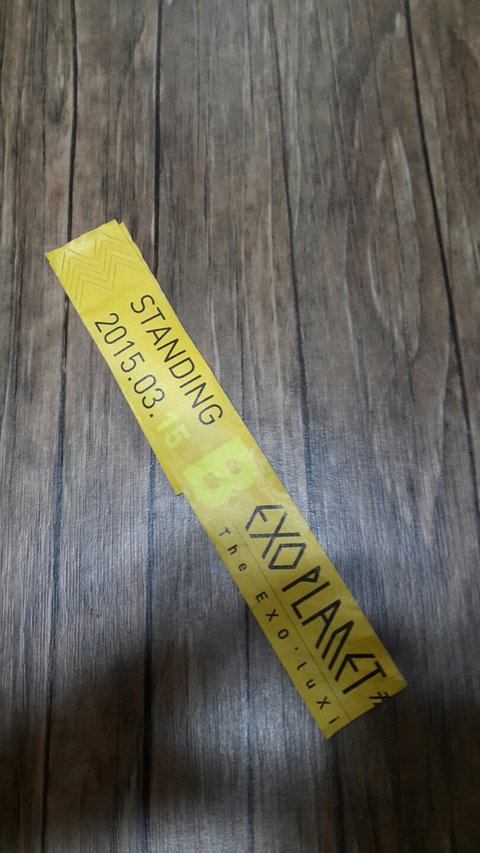 STANDING
2015.03.15
B
EXO PLANET
The EXO'luXi